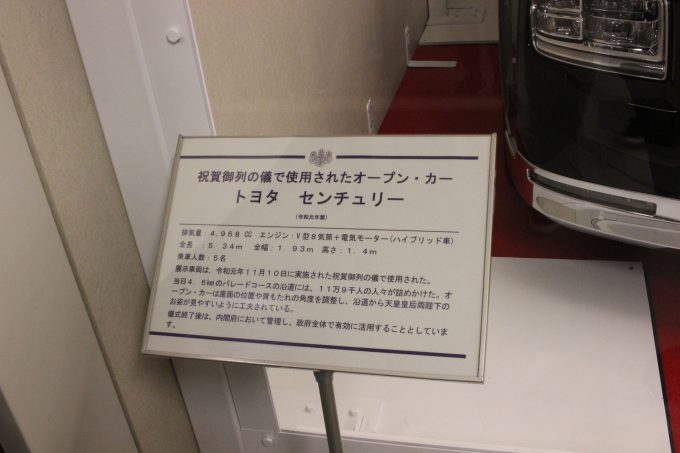 祝賀御列の儀で使用されたオープン・カー
トヨタ　センチュリー
（令和元年製）
排気量：４，９６８ CC　エンジン：Ｖ型８気筒＋電気モーター（ハイブリッド車）
全長　：５．３４ｍ　全幅：１．９３ｍ　高さ：１．４ｍ
乗車人数：５名
展示車両は、令和元年１１月１０日に実施された祝賀御列の儀で使用された。
当日４．６㎞のパレードコースの沿道には、１１万９千人の人々が詰めかけた。オ
ープン・カーは座面の位置や背もたれの角度を調整し、沿道から天皇皇后両陛下の
お姿が見やすいように工夫されている。
儀式終了後は、内閣府において管理し、政府全体で有効に活用することとしていま
す。